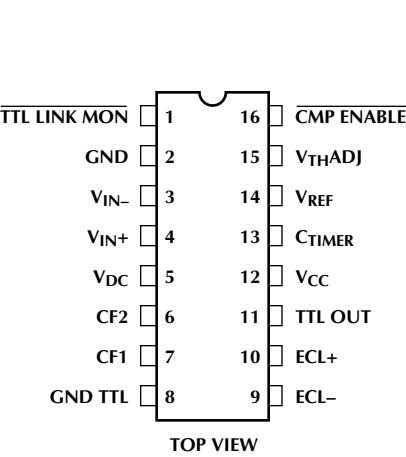 TTL LINK MON 1 16 CMP ENABLE
GND 2 15 VTHADJ
VIN– 3 14 VREF
VIN+ 4 13 CTIMER
VDC 5 12 VCC
CF2 6 11 TTL OUT
CF1 7 10 ECL+
GND TTL 8 9 ECL–
TOP VIEW